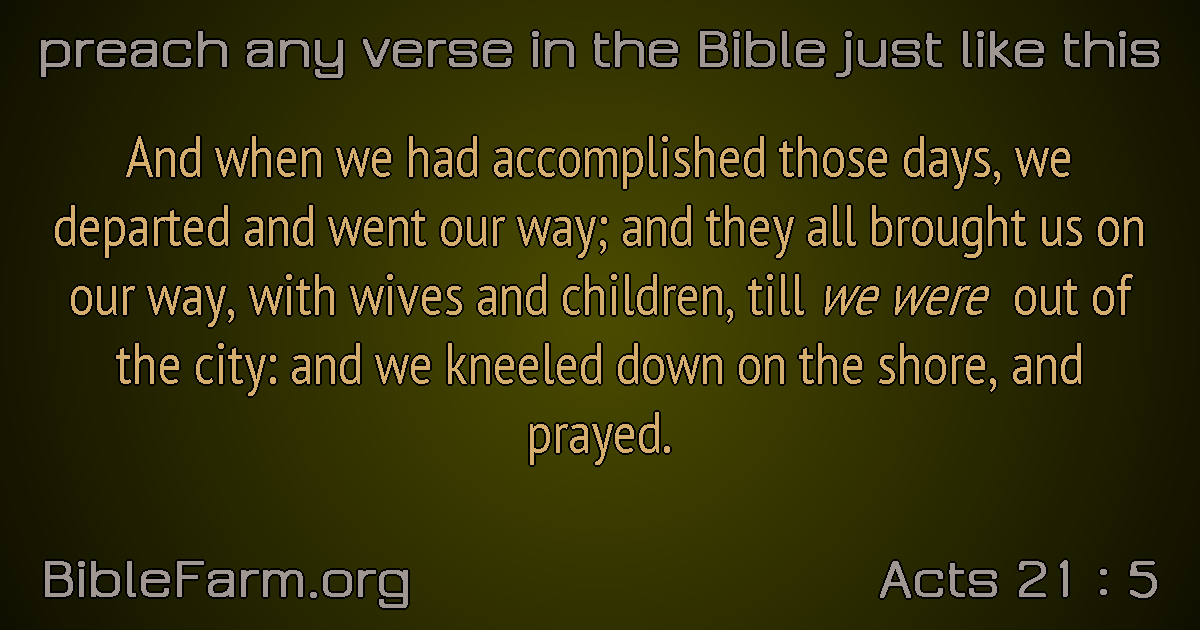 preach any verse in the Bible just like this
And when we had accomplished those days, we
departed and went our way; and they all brought us on
our way, with wives and children, till we were out of
the city: and we kneeled down on the shore, and
prayed.
BibleFarm.org
Acts 21 : 5